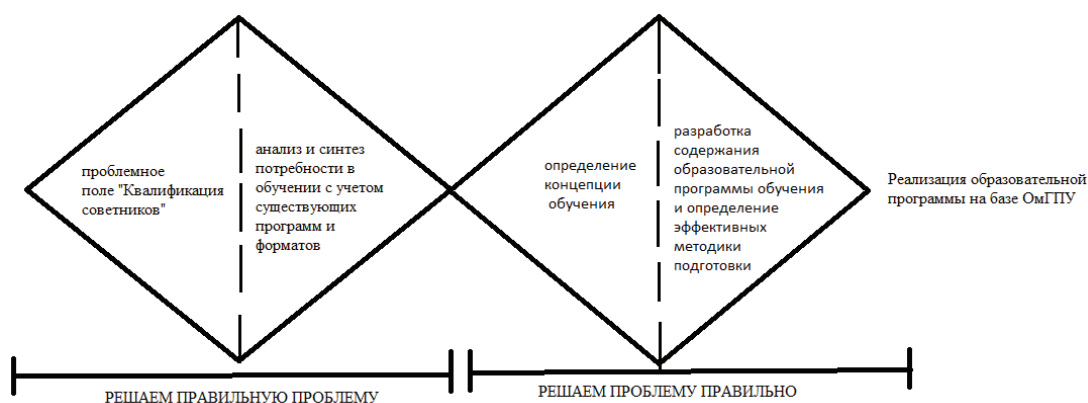 проблемное
поле "Квалификация
советников"
анализ и синтез
потребности в
обучении с учетом
существующих
программ и
форматов
определение
концепции
обучения
разработка
содержания
образовательной
программы обучения
и определение
эффективных
методики
подготовки
Реализация образовательной
программы на базе ОмГПУ
РЕШАЕМ ПРАВИЛЬНУЮ ПРОБЛЕМУ
РЕШАЕМ ПРОБЛЕМУ ПРАВИЛЬНО